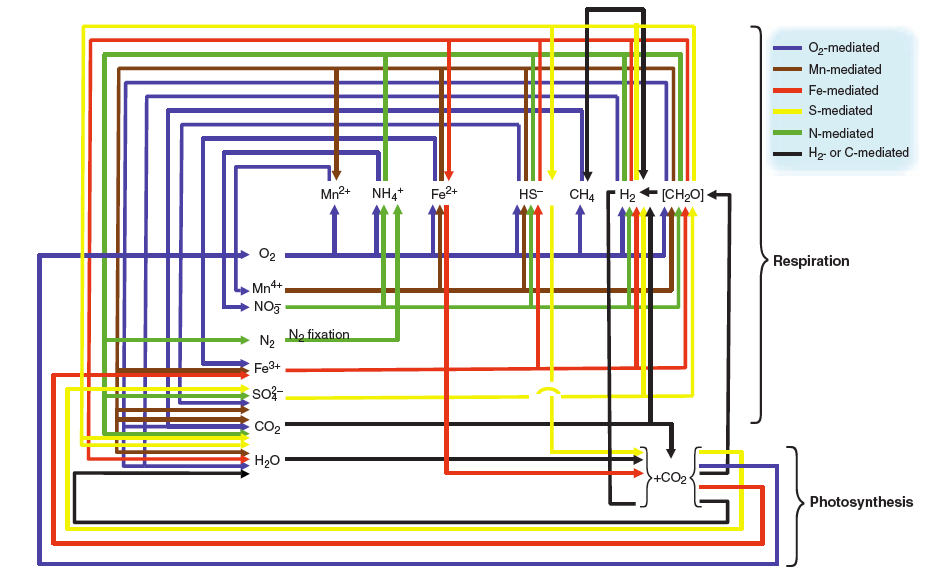 O₂-mediated
Mn-mediated
Fe-mediated
S-mediated
N-mediated
H₂- or C-mediated
Mn²⁺ NH₄⁺ Fe²⁺ HS⁻ CH₄ H₂ [CH₂O]
O₂
Respiration
Mn⁴⁺
NO₃⁻
N₂ N₂ fixation
Fe³⁺
SO₄²⁻
CO₂
H₂O
+CO₂
Photosynthesis